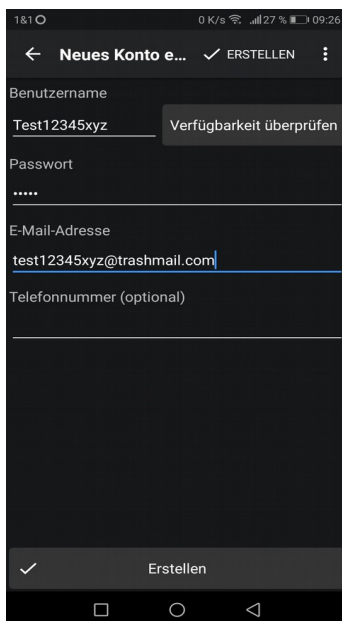 1&1 0 K/s 27 % 09:26
Neues Konto e... ERSTELLEN
Benutzername
Test12345xyz Verfügbarkeit überprüfen
Passwort
•••••
E-Mail-Adresse
test12345xyz@trashmail.com
Telefonnummer (optional)
Erstellen